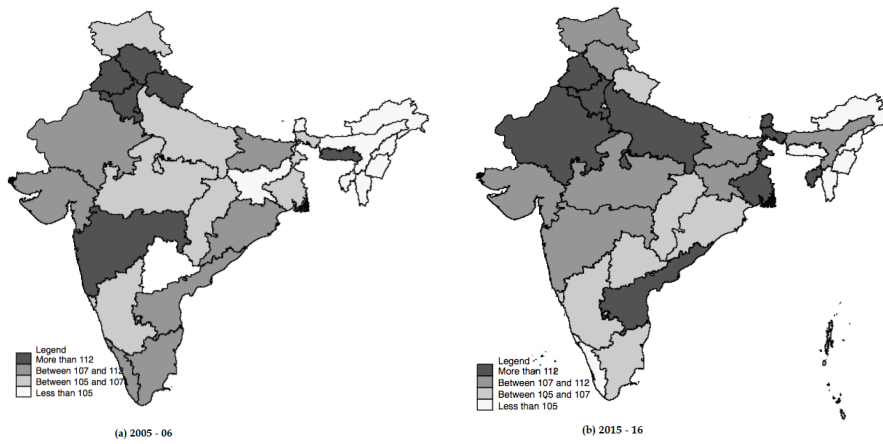 Legend
More than 112
Between 107 and 112
Between 105 and 107
Less than 105
(a) 2005 - 06
Legend
More than 112
Between 107 and 112
Between 105 and 107
Less than 105
(b) 2015 - 16